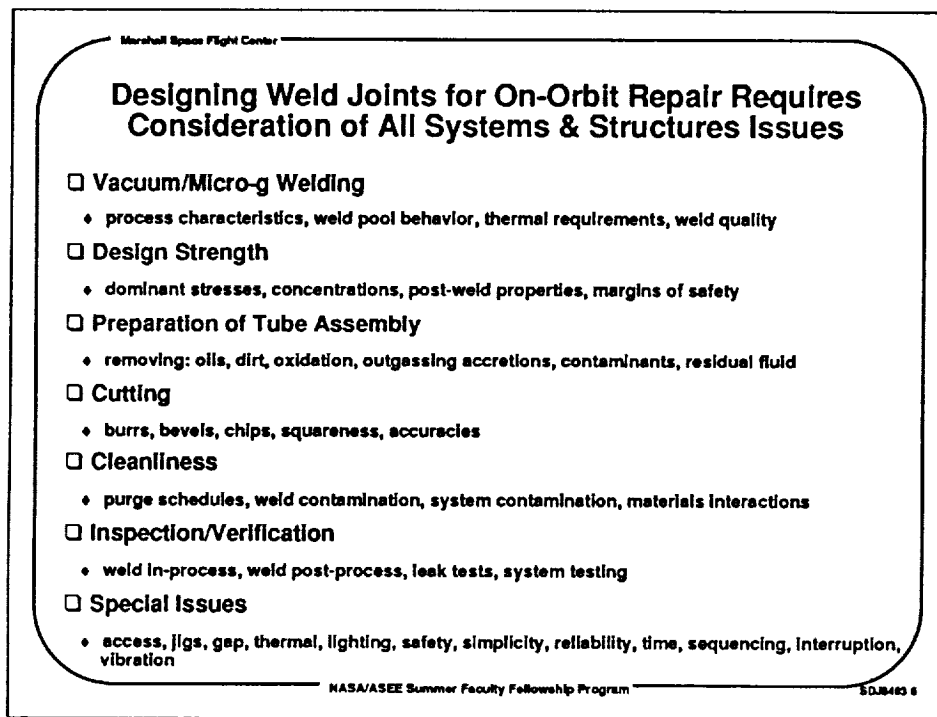 Marshall Space Flight Center
Designing Weld Joints for On-Orbit Repair Requires
Consideration of All Systems & Structures Issues
❑ Vacuum/Micro-g Welding
♦ process characteristics, weld pool behavior, thermal requirements, weld quality
❑ Design Strength
♦ dominant stresses, concentrations, post-weld properties, margins of safety
❑ Preparation of Tube Assembly
♦ removing: oils, dirt, oxidation, outgassing accretions, contaminants, residual fluid
❑ Cutting
♦ burrs, bevels, chips, squareness, accuracies
❑ Cleanliness
♦ purge schedules, weld contamination, system contamination, materials interactions
❑ Inspection/Verification
♦ weld in-process, weld post-process, leak tests, system testing
❑ Special Issues
♦ access, jigs, gap, thermal, lighting, safety, simplicity, reliability, time, sequencing, interruption,
vibration
NASA/ASEE Summer Faculty Fellowship Program